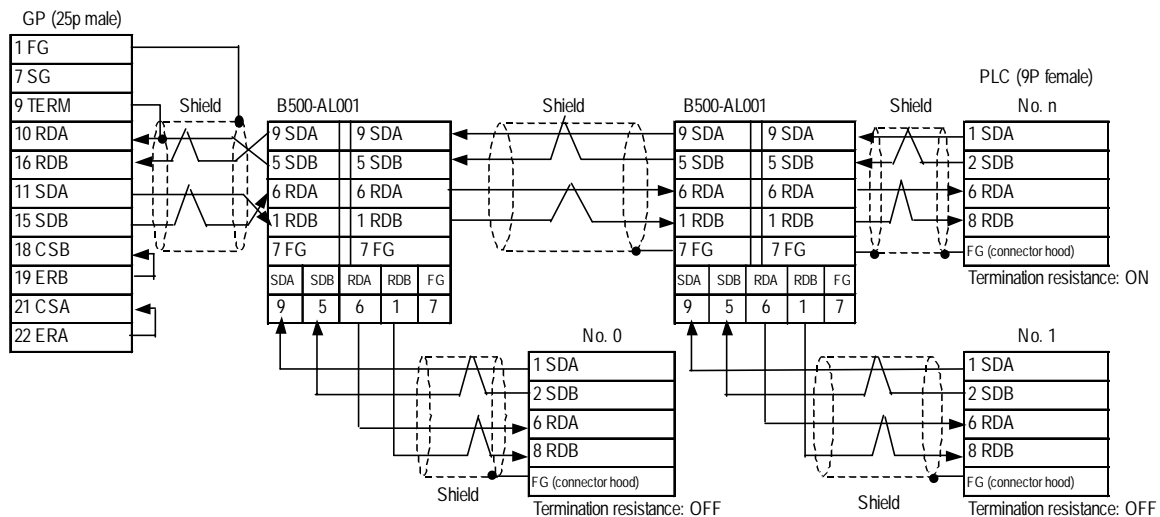 GP (25p male)
1 FG
7 SG
9 TERM
10 RDA
16 RDB
11 SDA
15 SDB
18 CSB
19 ERB
21 CSA
22 ERA
Shield
B500-AL001
9 SDA 9 SDA
5 SDB 5 SDB
6 RDA 6 RDA
1 RDB 1 RDB
7 FG 7 FG
SDA SDB RDA RDB FG
9 5 6 1 7
Shield
B500-AL001
9 SDA 9 SDA
5 SDB 5 SDB
6 RDA 6 RDA
1 RDB 1 RDB
7 FG 7 FG
SDA SDB RDA RDB FG
9 5 6 1 7
Shield
PLC (9P female)
No. n
1 SDA
2 SDB
6 RDA
8 RDB
FG (connector hood)
Termination resistance: ON
No. 0
1 SDA
2 SDB
6 RDA
8 RDB
FG (connector hood)
Shield
Termination resistance: OFF
No. 1
1 SDA
2 SDB
6 RDA
8 RDB
FG (connector hood)
Shield
Termination resistance: OFF